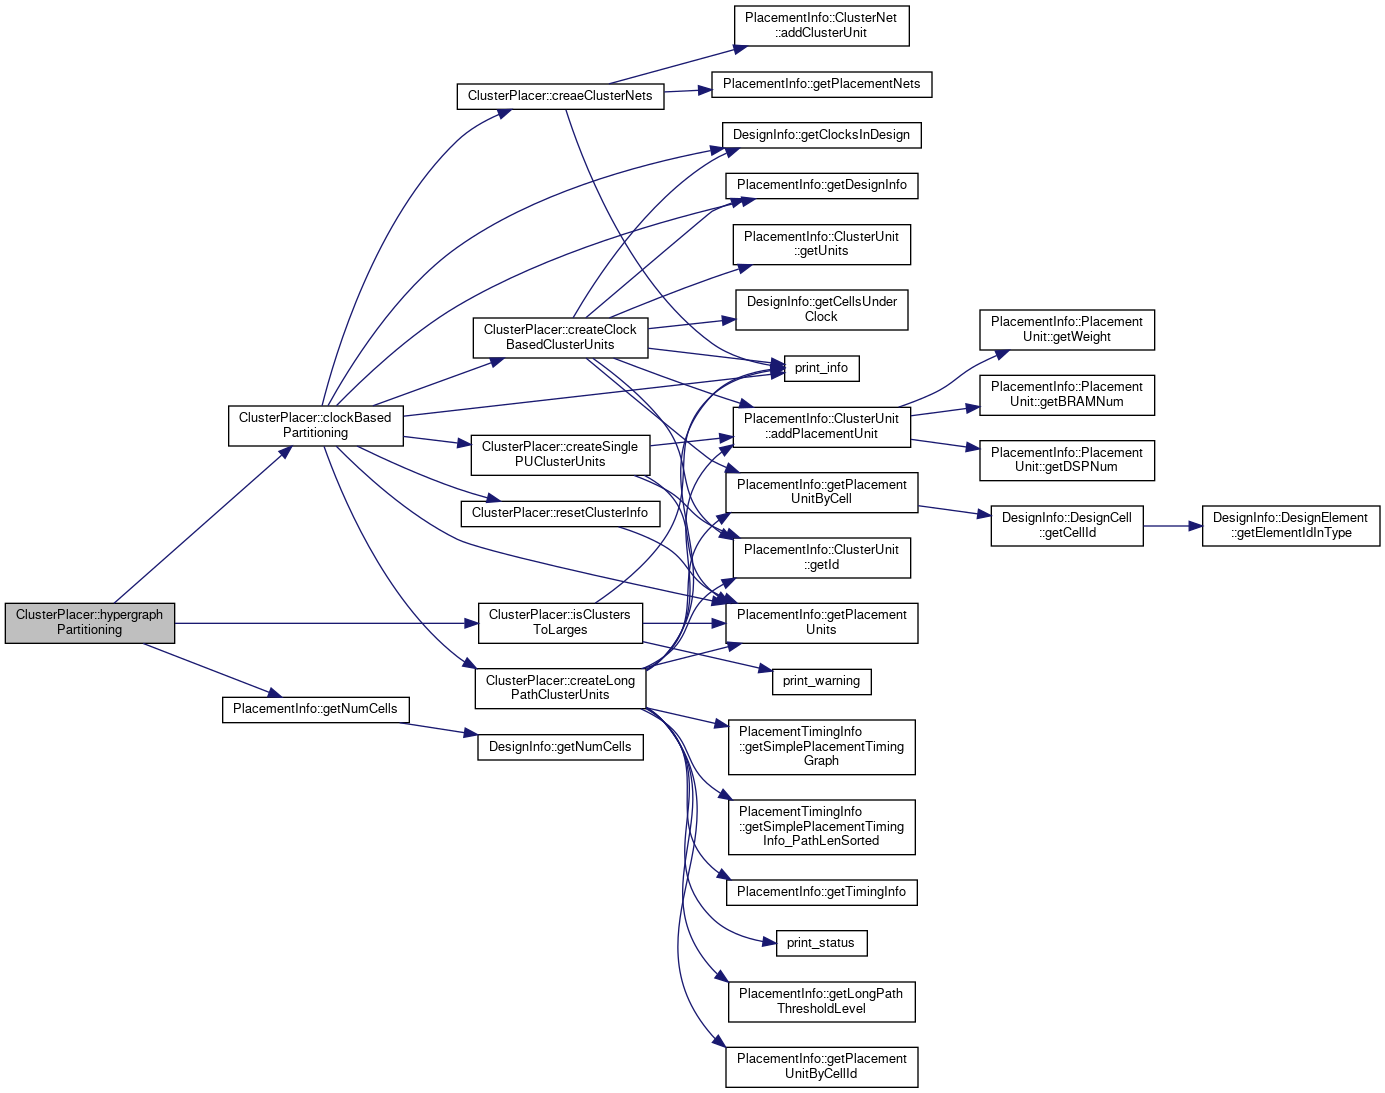 PlacementInfo::ClusterNet
::addClusterUnit
ClusterPlacer::creaeClusterNets
PlacementInfo::getPlacementNets
DesignInfo::getClocksInDesign
PlacementInfo::getDesignInfo
PlacementInfo::ClusterUnit
::getUnits
DesignInfo::getCellsUnder
Clock
ClusterPlacer::createClock
BasedClusterUnits
PlacementInfo::Placement
Unit::getWeight
print_info
PlacementInfo::Placement
Unit::getBRAMNum
ClusterPlacer::clockBased
Partitioning
PlacementInfo::ClusterUnit
::addPlacementUnit
ClusterPlacer::createSingle
PUClusterUnits
PlacementInfo::Placement
Unit::getDSPNum
PlacementInfo::getPlacement
UnitByCell
ClusterPlacer::resetClusterInfo
DesignInfo::DesignCell
::getCellId
DesignInfo::DesignElement
::getElementIdInType
PlacementInfo::ClusterUnit
::getId
ClusterPlacer::hypergraph
Partitioning
ClusterPlacer::isClusters
ToLarges
PlacementInfo::getPlacement
Units
ClusterPlacer::createLong
PathClusterUnits
print_warning
PlacementInfo::getNumCells
DesignInfo::getNumCells
PlacementTimingInfo
::getSimplePlacementTiming
Graph
PlacementTimingInfo
::getSimplePlacementTiming
Info_PathLenSorted
PlacementInfo::getTimingInfo
print_status
PlacementInfo::getLongPath
ThresholdLevel
PlacementInfo::getPlacement
UnitByCellId